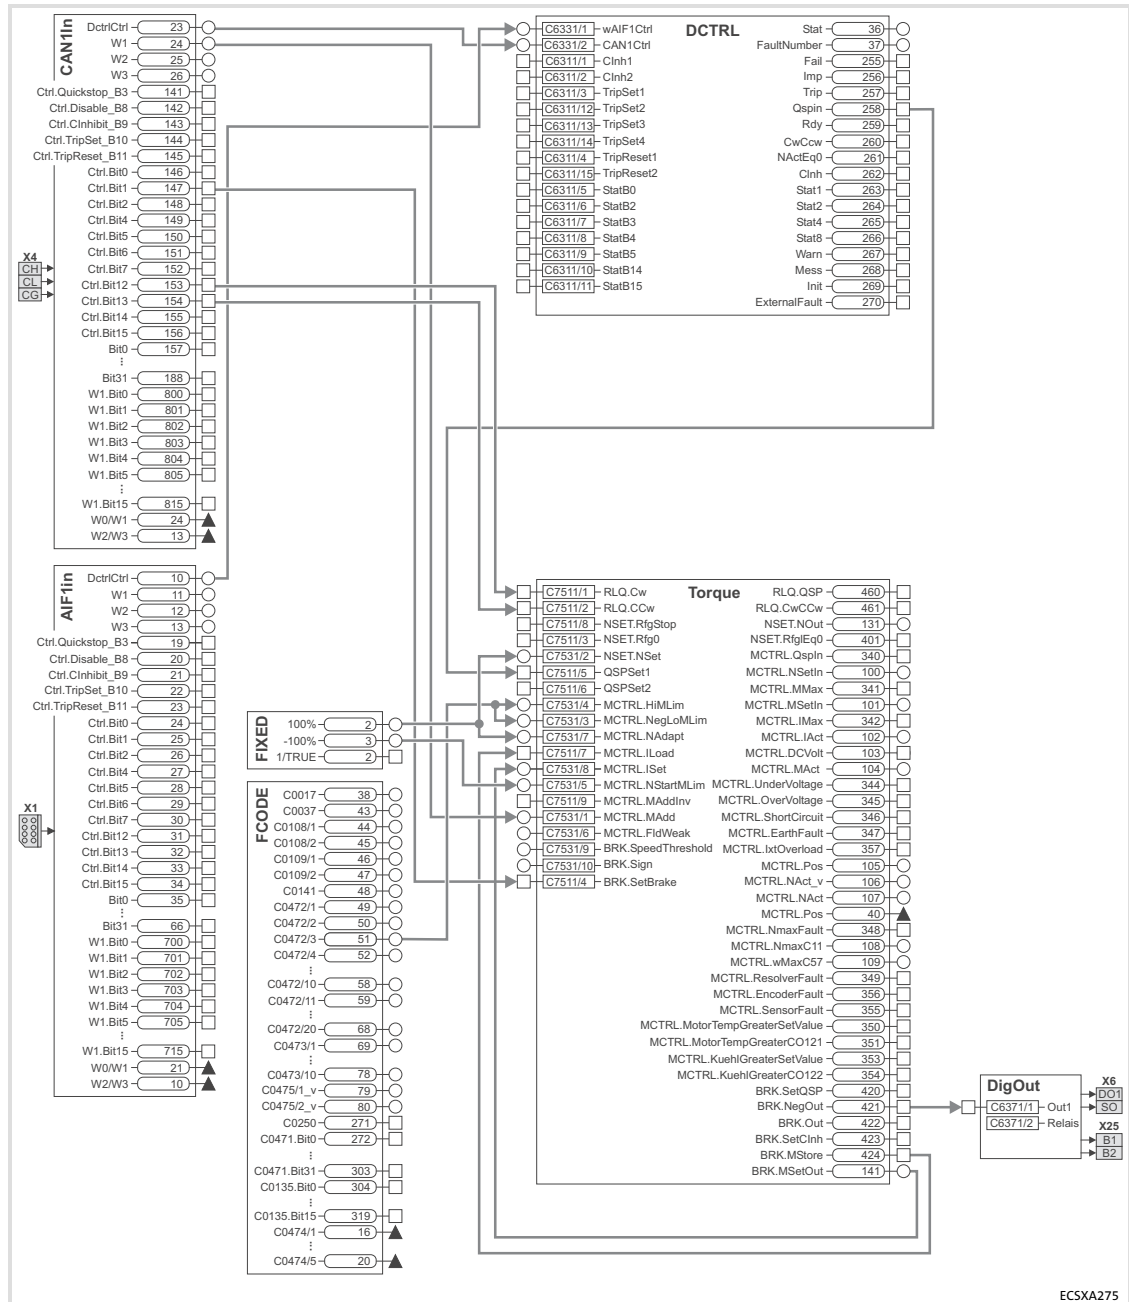 CAN1In
DctrlCtrl 23
W1 24
W2 25
W3 26
Ctrl.Quickstop_B3 141
Ctrl.Disable_B8 142
Ctrl.CInhibit_B9 143
Ctrl.TripSet_B10 144
Ctrl.TripReset_B11 145
Ctrl.Bit0 146
Ctrl.Bit1 147
Ctrl.Bit2 148
Ctrl.Bit4 149
Ctrl.Bit5 150
Ctrl.Bit6 151
Ctrl.Bit7 152
Ctrl.Bit12 153
Ctrl.Bit13 154
Ctrl.Bit14 155
Ctrl.Bit15 156
Bit0 157
⋮
Bit31 188
W1.Bit0 800
W1.Bit1 801
W1.Bit2 802
W1.Bit3 803
W1.Bit4 804
W1.Bit5 805
⋮
W1.Bit15 815
W0/W1 24
W2/W3 13
X4
CH
CL
CG
DCTRL
C6331/1 wAIF1Ctrl
C6331/2 CAN1Ctrl
C6311/1 CInh1
C6311/2 CInh2
C6311/3 TripSet1
C6311/12 TripSet2
C6311/13 TripSet3
C6311/14 TripSet4
C6311/4 TripReset1
C6311/15 TripReset2
C6311/5 StatB0
C6311/6 StatB2
C6311/7 StatB3
C6311/8 StatB4
C6311/9 StatB5
C6311/10 StatB14
C6311/11 StatB15
Stat 36
FaultNumber 37
Fail 255
Imp 256
Trip 257
Qspin 258
Rdy 259
CwCcw 260
NActEq0 261
CInh 262
Stat1 263
Stat2 264
Stat4 265
Stat8 266
Warn 267
Mess 268
Init 269
ExternalFault 270
AIF1in
DctrlCtrl 10
W1 11
W2 12
W3 13
Ctrl.Quickstop_B3 19
Ctrl.Disable_B8 20
Ctrl.CInhibit_B9 21
Ctrl.TripSet_B10 22
Ctrl.TripReset_B11 23
Ctrl.Bit0 24
Ctrl.Bit1 25
Ctrl.Bit2 26
Ctrl.Bit4 27
Ctrl.Bit5 28
Ctrl.Bit6 29
Ctrl.Bit7 30
Ctrl.Bit12 31
Ctrl.Bit13 32
Ctrl.Bit14 33
Ctrl.Bit15 34
Bit0 35
⋮
Bit31 66
W1.Bit0 700
W1.Bit1 701
W1.Bit2 702
W1.Bit3 703
W1.Bit4 704
W1.Bit5 705
⋮
W1.Bit15 715
W0/W1 21
W2/W3 10
X1
FIXED
100% 2
-100% 3
1/TRUE 2
FCODE
C0017 38
C0037 43
C0108/1 44
C0108/2 45
C0109/1 46
C0109/2 47
C0141 48
C0472/1 49
C0472/2 50
C0472/3 51
C0472/4 52
⋮
C0472/10 58
C0472/11 59
⋮
C0472/20 68
C0473/1 69
⋮
C0473/10 78
C0475/1_v 79
C0475/2_v 80
C0250 271
C0471.Bit0 272
⋮
C0471.Bit31 303
C0135.Bit0 304
⋮
C0135.Bit15 319
C0474/1 16
⋮
C0474/5 20
Torque
C7511/1 RLQ.Cw
C7511/2 RLQ.CCw
C7511/8 NSET.RfgStop
C7511/3 NSET.Rfg0
C7531/2 NSET.NSet
C7511/5 QSPSet1
C7511/6 QSPSet2
C7531/4 MCTRL.HiMLim
C7531/3 MCTRL.NegLoMLim
C7531/7 MCTRL.NAdapt
C7511/7 MCTRL.ILoad
C7531/8 MCTRL.ISet
C7531/5 MCTRL.NStartMLim
C7511/9 MCTRL.MAddInv
C7531/1 MCTRL.MAdd
C7531/6 MCTRL.FldWeak
C7531/9 BRK.SpeedThreshold
C7531/10 BRK.Sign
C7511/4 BRK.SetBrake
RLQ.QSP 460
RLQ.CwCCw 461
NSET.NOut 131
NSET.RfgIEq0 401
MCTRL.QspIn 340
MCTRL.NSetIn 100
MCTRL.MMax 341
MCTRL.MSetIn 101
MCTRL.IMax 342
MCTRL.IAct 102
MCTRL.DCVolt 103
MCTRL.MAct 104
MCTRL.UnderVoltage 344
MCTRL.OverVoltage 345
MCTRL.ShortCircuit 346
MCTRL.EarthFault 347
MCTRL.IxtOverload 357
MCTRL.Pos 105
MCTRL.NAct_v 106
MCTRL.NAct 107
MCTRL.Pos 40
MCTRL.NmaxFault 348
MCTRL.NmaxC11 108
MCTRL.wMaxC57 109
MCTRL.ResolverFault 349
MCTRL.EncoderFault 356
MCTRL.SensorFault 355
MCTRL.MotorTempGreaterSetValue 350
MCTRL.MotorTempGreaterCO121 351
MCTRL.KuehlGreaterSetValue 353
MCTRL.KuehlGreaterCO122 354
BRK.SetQSP 420
BRK.NegOut 421
BRK.Out 422
BRK.SetCInh 423
BRK.MStore 424
BRK.MSetOut 141
DigOut
C6371/1 Out1
C6371/2 Relais
X6
DO1
SO
X25
B1
B2
ECSXA275